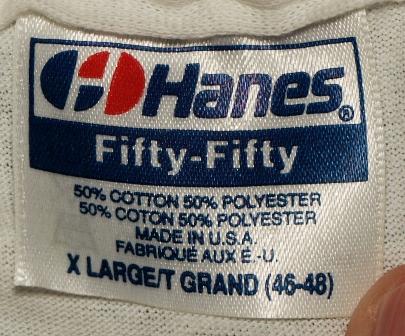 Hanes®
Fifty-Fifty
50% COTTON 50% POLYESTER
50% COTON 50% POLYESTER
MADE IN U.S.A.
FABRIQUÉ AUX É.-U.
X LARGE/T GRAND (46-48)